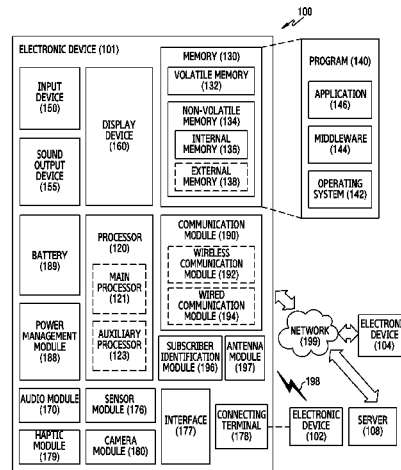 100
ELECTRONIC DEVICE (101)
INPUT
DEVICE
(150)
SOUND
OUTPUT
DEVICE
(155)
DISPLAY
DEVICE
(160)
MEMORY (130)
VOLATILE MEMORY
(132)
NON-VOLATILE
MEMORY (134)
INTERNAL
MEMORY (136)
EXTERNAL
MEMORY (138)
PROGRAM (140)
APPLICATION
(146)
MIDDLEWARE
(144)
OPERATING
SYSTEM (142)
BATTERY
(189)
POWER
MANAGEMENT
MODULE
(188)
PROCESSOR
(120)
MAIN
PROCESSOR
(121)
AUXILIARY
PROCESSOR
(123)
COMMUNICATION
MODULE (190)
WIRELESS
COMMUNICATION
MODULE (192)
WIRED
COMMUNICATION
MODULE (194)
SUBSCRIBER
IDENTIFICATION
MODULE (196)
ANTENNA
MODULE
(197)
AUDIO MODULE
(170)
SENSOR
MODULE (176)
INTERFACE
(177)
CONNECTING
TERMINAL
(178)
HAPTIC
MODULE
(179)
CAMERA
MODULE (180)
NETWORK
(199)
ELECTRONIC
DEVICE
(104)
198
ELECTRONIC
DEVICE
(102)
SERVER
(108)